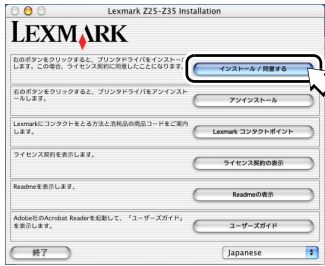 Lexmark Z25-Z35 Installation
LEXMARK
右のボタンをクリックすると、プリンタドライバをインストー
します。この場合、ライセンス契約に同意したことになります。
インストール / 同意する
右のボタンをクリックすると、プリンタドライバをアンインスト
ールします。
アンインストール
Lexmarkにコンタクトをとる方法と消耗品の商品コードをご案内
します。
Lexmark コンタクトポイント
ライセンス契約を表示します。
ライセンス契約の表示
Readmeを表示します。
Readmeの表示
Adobe社のAcrobat Readerを起動して、「ユーザーズガイド」
を表示します。
ユーザーズガイド
終了
Japanese